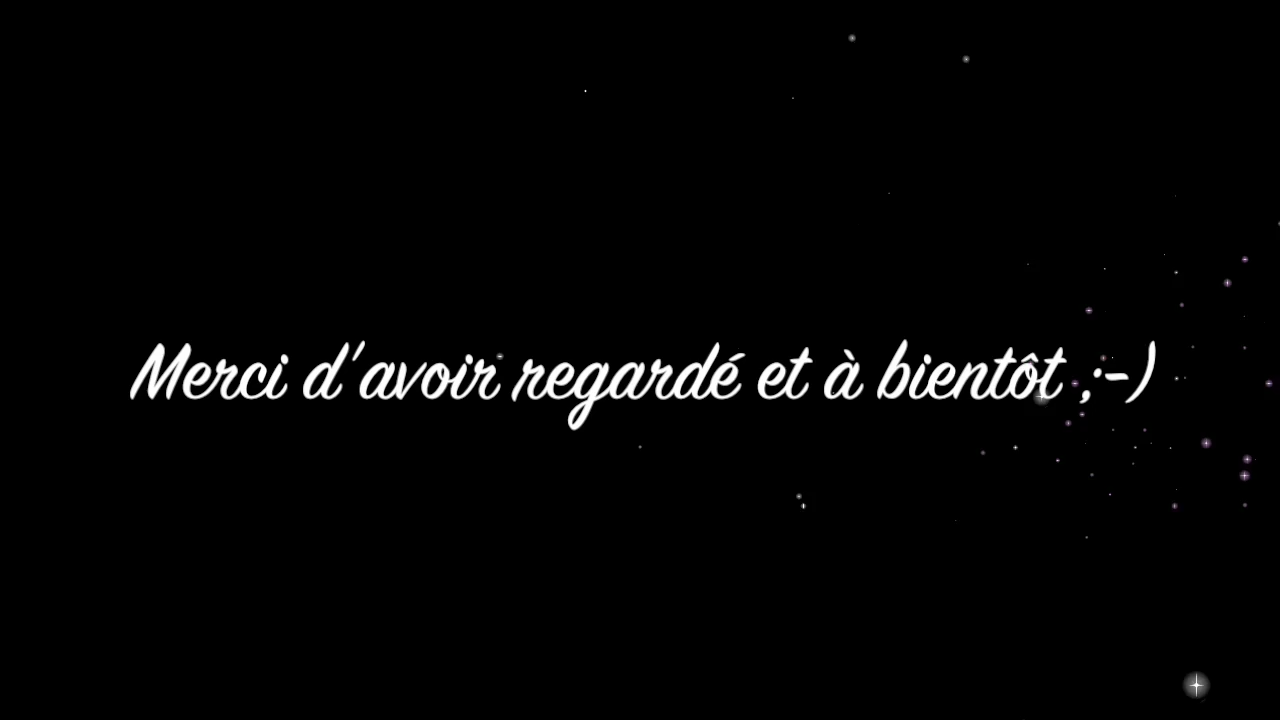 Merci d'avoir regardé et à bientôt ;-)